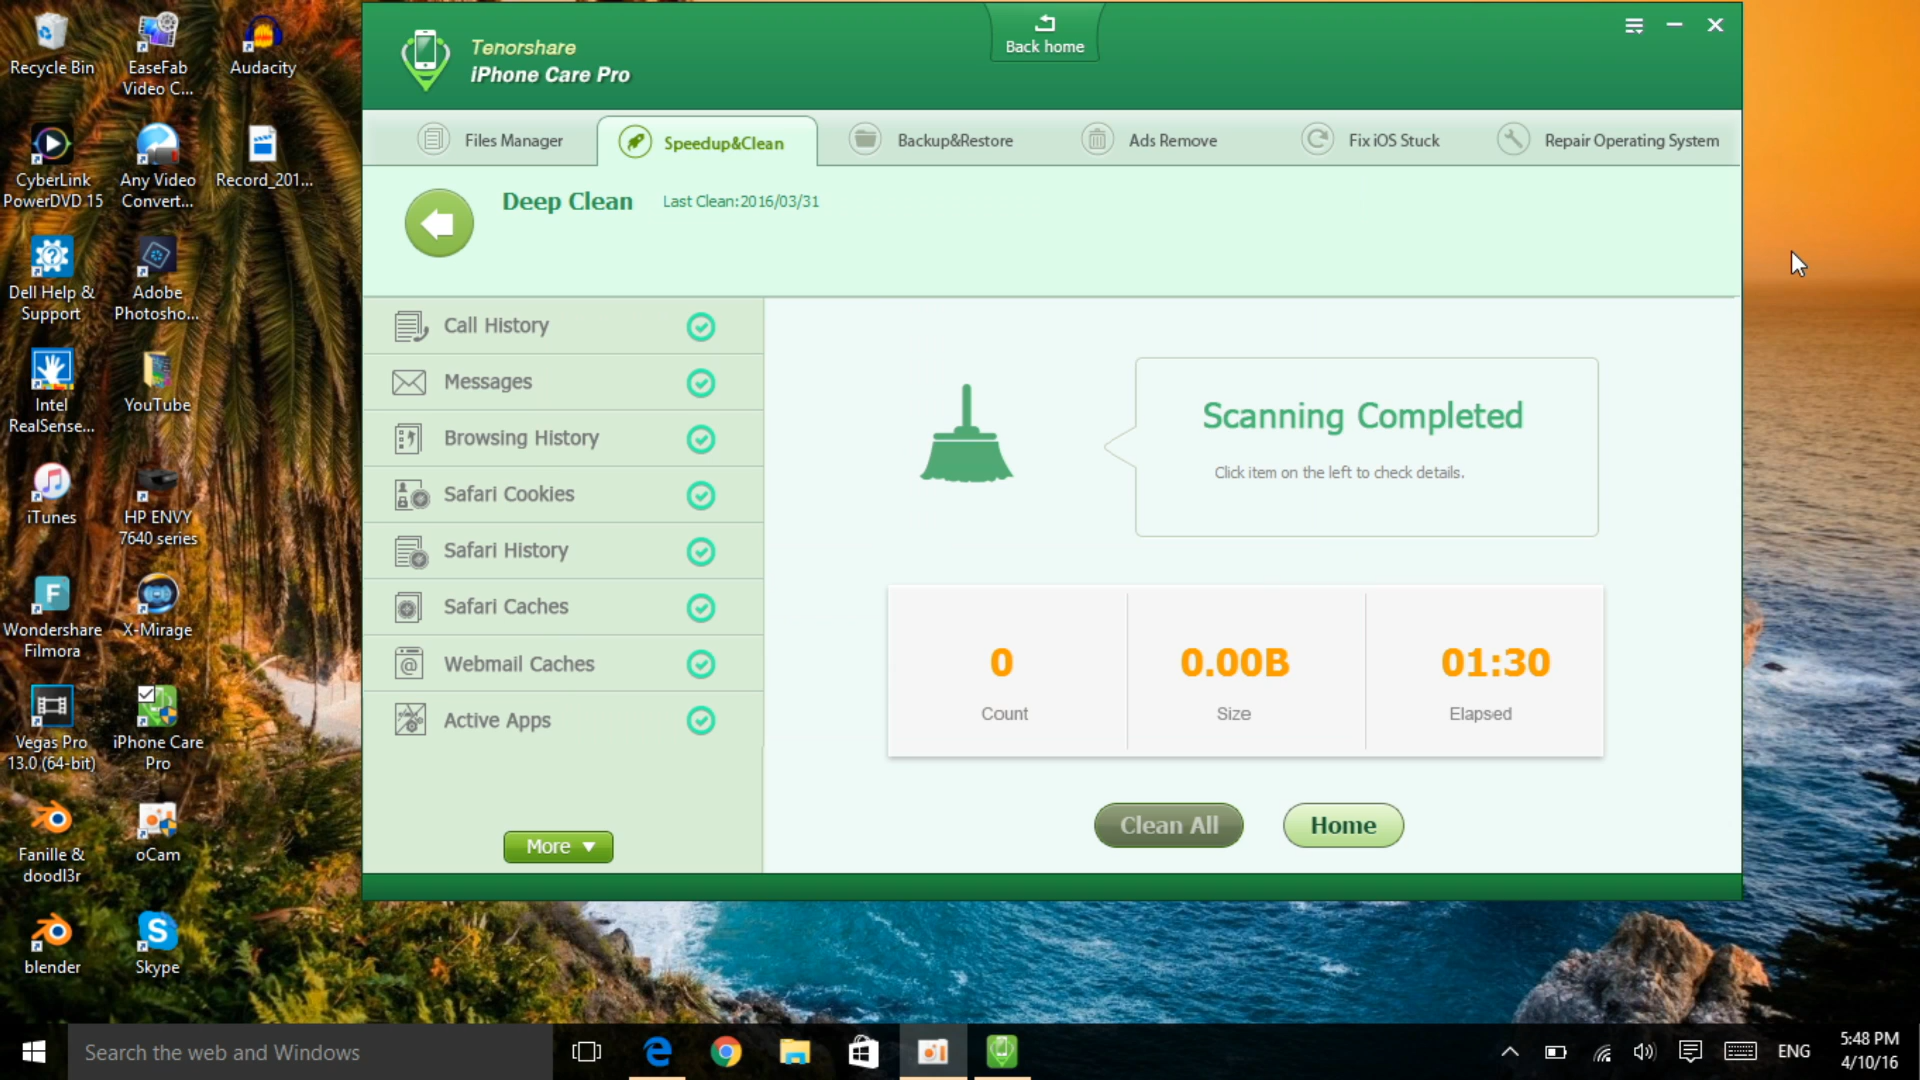 Recycle Bin
EaseFab
Video C...
Audacity
CyberLink
PowerDVD 15
Any Video
Convert...
Record_201...
Dell Help &
Support
Adobe
Photosho...
Intel
RealSense...
YouTube
iTunes
HP ENVY
7640 series
Wondershare
Filmora
X-Mirage
Vegas Pro
13.0 (64-bit)
iPhone Care
Pro
Fanille &
doodl3r
oCam
blender
Skype
Tenorshare
iPhone Care Pro
Back home
Files Manager
Speedup&Clean
Backup&Restore
Ads Remove
Fix iOS Stuck
Repair Operating System
Deep Clean
Last Clean:2016/03/31
Call History
Messages
Browsing History
Safari Cookies
Safari History
Safari Caches
Webmail Caches
Active Apps
More
Scanning Completed
Click item on the left to check details.
0
Count
0.00B
Size
01:30
Elapsed
Clean All
Home
Search the web and Windows
ENG
5:48 PM
4/10/16